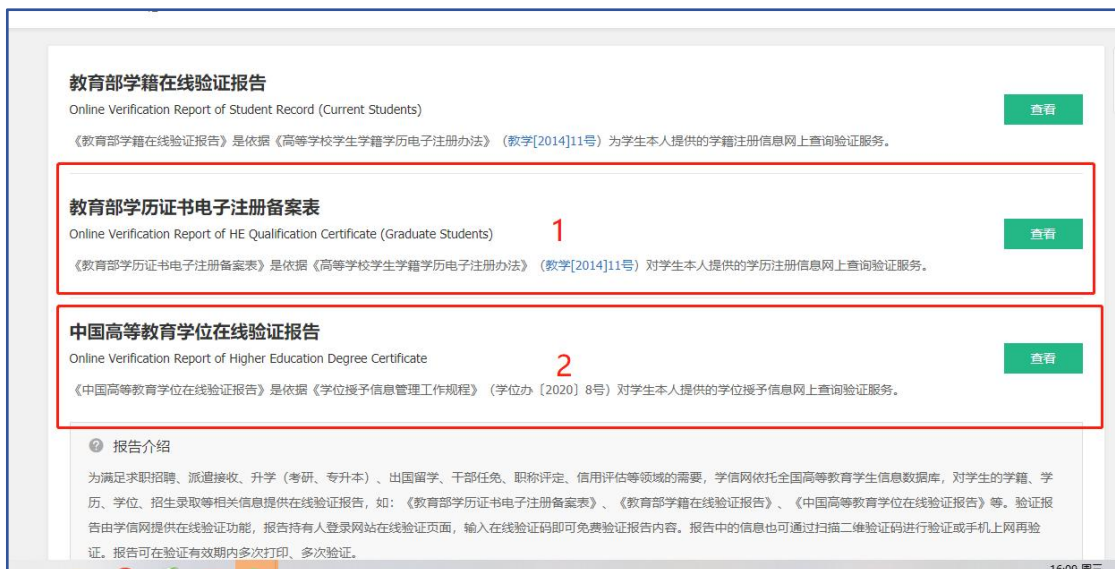 教育部学籍在线验证报告
Online Verification Report of Student Record (Current Students)
查看
《教育部学籍在线验证报告》是依据《高等学校学生学籍学历电子注册办法》（教学[2014]11号）为学生本人提供的学籍注册信息网上查询验证服务。
教育部学历证书电子注册备案表
Online Verification Report of HE Qualification Certificate (Graduate Students)
1
查看
《教育部学历证书电子注册备案表》是依据《高等学校学生学籍学历电子注册办法》（教学[2014]11号）对学生本人提供的学历注册信息网上查询验证服务。
中国高等教育学位在线验证报告
Online Verification Report of Higher Education Degree Certificate
2
查看
《中国高等教育学位在线验证报告》是依据《学位授予信息管理工作规程》（学位办〔2020〕8号）对学生本人提供的学位授予信息网上查询验证服务。
报告介绍
为满足求职招聘、派遣接收、升学（考研、专升本）、出国留学、干部任免、职称评定、信用评估等领域的需要，学信网依托全国高等教育学生信息数据库，对学生的学籍、学
历、学位、招生录取等相关信息提供在线验证报告，如：《教育部学历证书电子注册备案表》、《教育部学籍在线验证报告》、《中国高等教育学位在线验证报告》等。验证报
告由学信网提供在线验证功能，报告持有人登录网站在线验证页面，输入在线验证码即可免费验证报告内容。报告中的信息也可通过扫描二维验证码进行验证或手机上网再验
证。报告可在验证有效期内多次打印、多次验证。